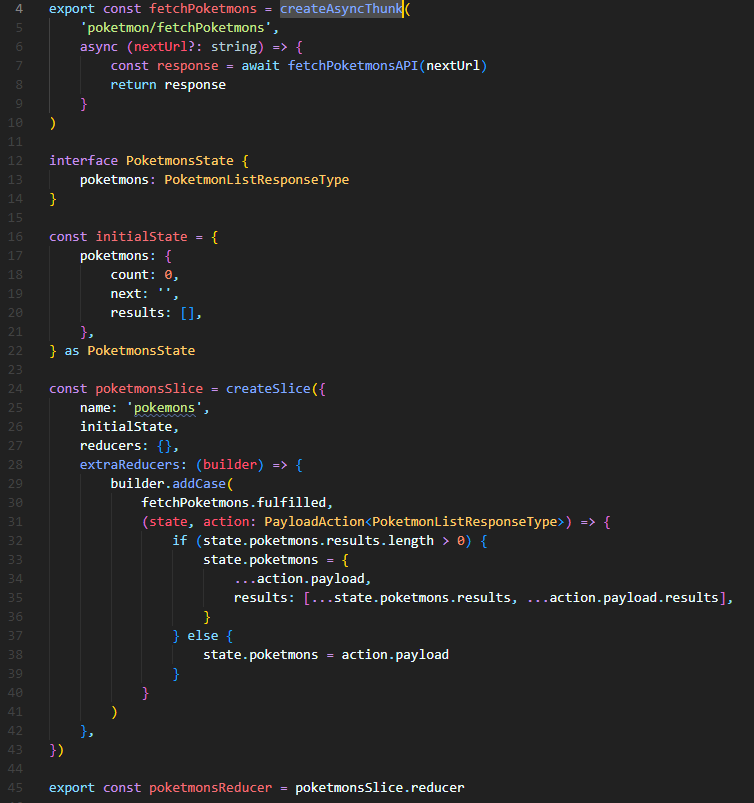 4 export const fetchPoketmons = createAsyncThunk(
5 'poketmon/fetchPoketmons',
6 async (nextUrl?: string) => {
7 const response = await fetchPoketmonsAPI(nextUrl)
8 return response
9 }
10 )
11
12 interface PoketmonsState {
13 poketmons: PoketmonListResponseType
14 }
15
16 const initialState = {
17 poketmons: {
18 count: 0,
19 next: '',
20 results: [],
21 },
22 } as PoketmonsState
23
24 const poketmonsSlice = createSlice({
25 name: 'pokemons',
26 initialState,
27 reducers: {},
28 extraReducers: (builder) => {
29 builder.addCase(
30 fetchPoketmons.fulfilled,
31 (state, action: PayloadAction<PoketmonListResponseType>) => {
32 if (state.poketmons.results.length > 0) {
33 state.poketmons = {
34 ...action.payload,
35 results: [...state.poketmons.results, ...action.payload.results],
36 }
37 } else {
38 state.poketmons = action.payload
39 }
40 }
41 )
42 },
43 })
44
45 export const poketmonsReducer = poketmonsSlice.reducer